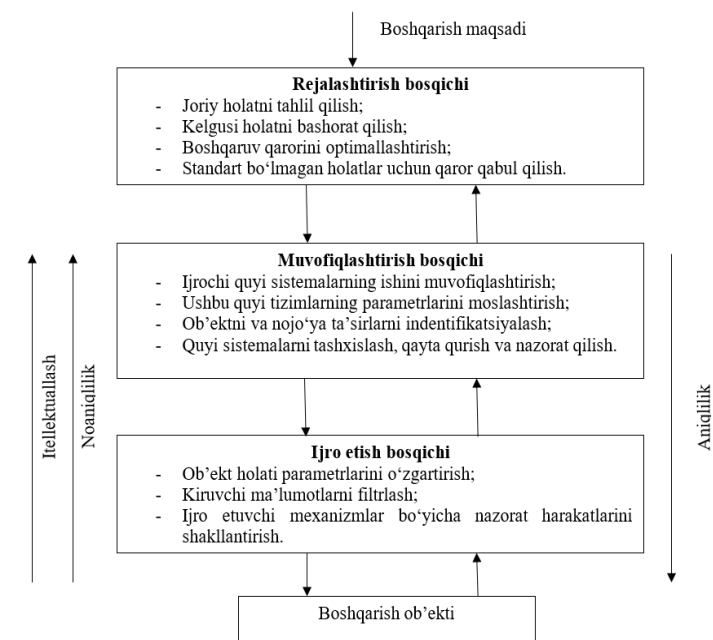 Boshqarish maqsadi
Rejalashtirish bosqichi
- Joriy holatni tahlil qilish;
- Kelgusi holatni bashorat qilish;
- Boshqaruv qarorini optimallashtirish;
- Standart bo‘lmagan holatlar uchun qaror qabul qilish.
Muvofiqlashtirish bosqichi
- Ijrochi quyi sistemalarning ishini muvofiqlashtirish;
- Ushbu quyi tizimlarning parametrlarini moslashtirish;
- Ob’ektni va nojo‘ya ta’sirlarni indentifikatsiyalash;
- Quyi sistemalarni tashxislash, qayta qurish va nazorat qilish.
Itellektuallash
Noaniqlilik
Aniqlilik
Ijro etish bosqichi
- Ob’ekt holati parametrlarini o‘zgartirish;
- Kiruvchi ma’lumotlarni filtrlash;
- Ijro etuvchi mexanizmlar bo‘yicha nazorat harakatlarini
shakllantirish.
Boshqarish ob’ekti